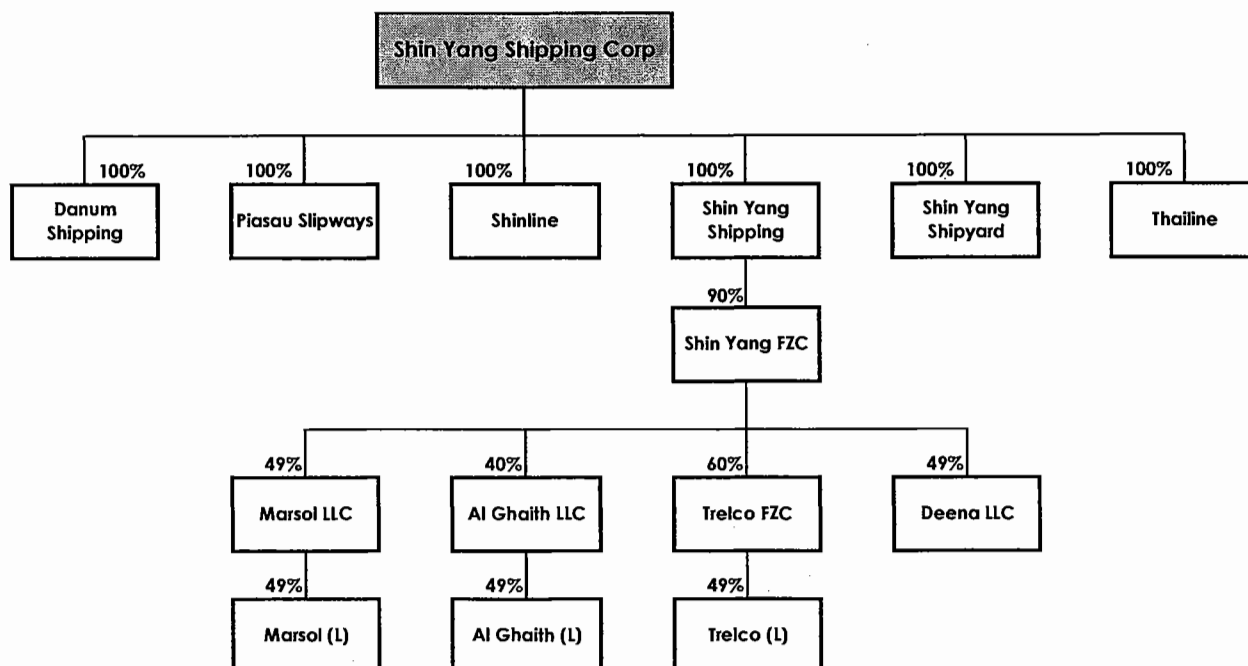 Shin Yang Shipping Corp
100%
100%
100%
100%
100%
100%
Danum
Shipping
Piasau Slipways
Shinline
Shin Yang
Shipping
Shin Yang
Shipyard
Thailine
90%
Shin Yang FZC
49%
40%
60%
49%
Marsol LLC
Al Ghaith LLC
Trelco FZC
Deena LLC
49%
49%
49%
Marsol (L)
Al Ghaith (L)
Trelco (L)